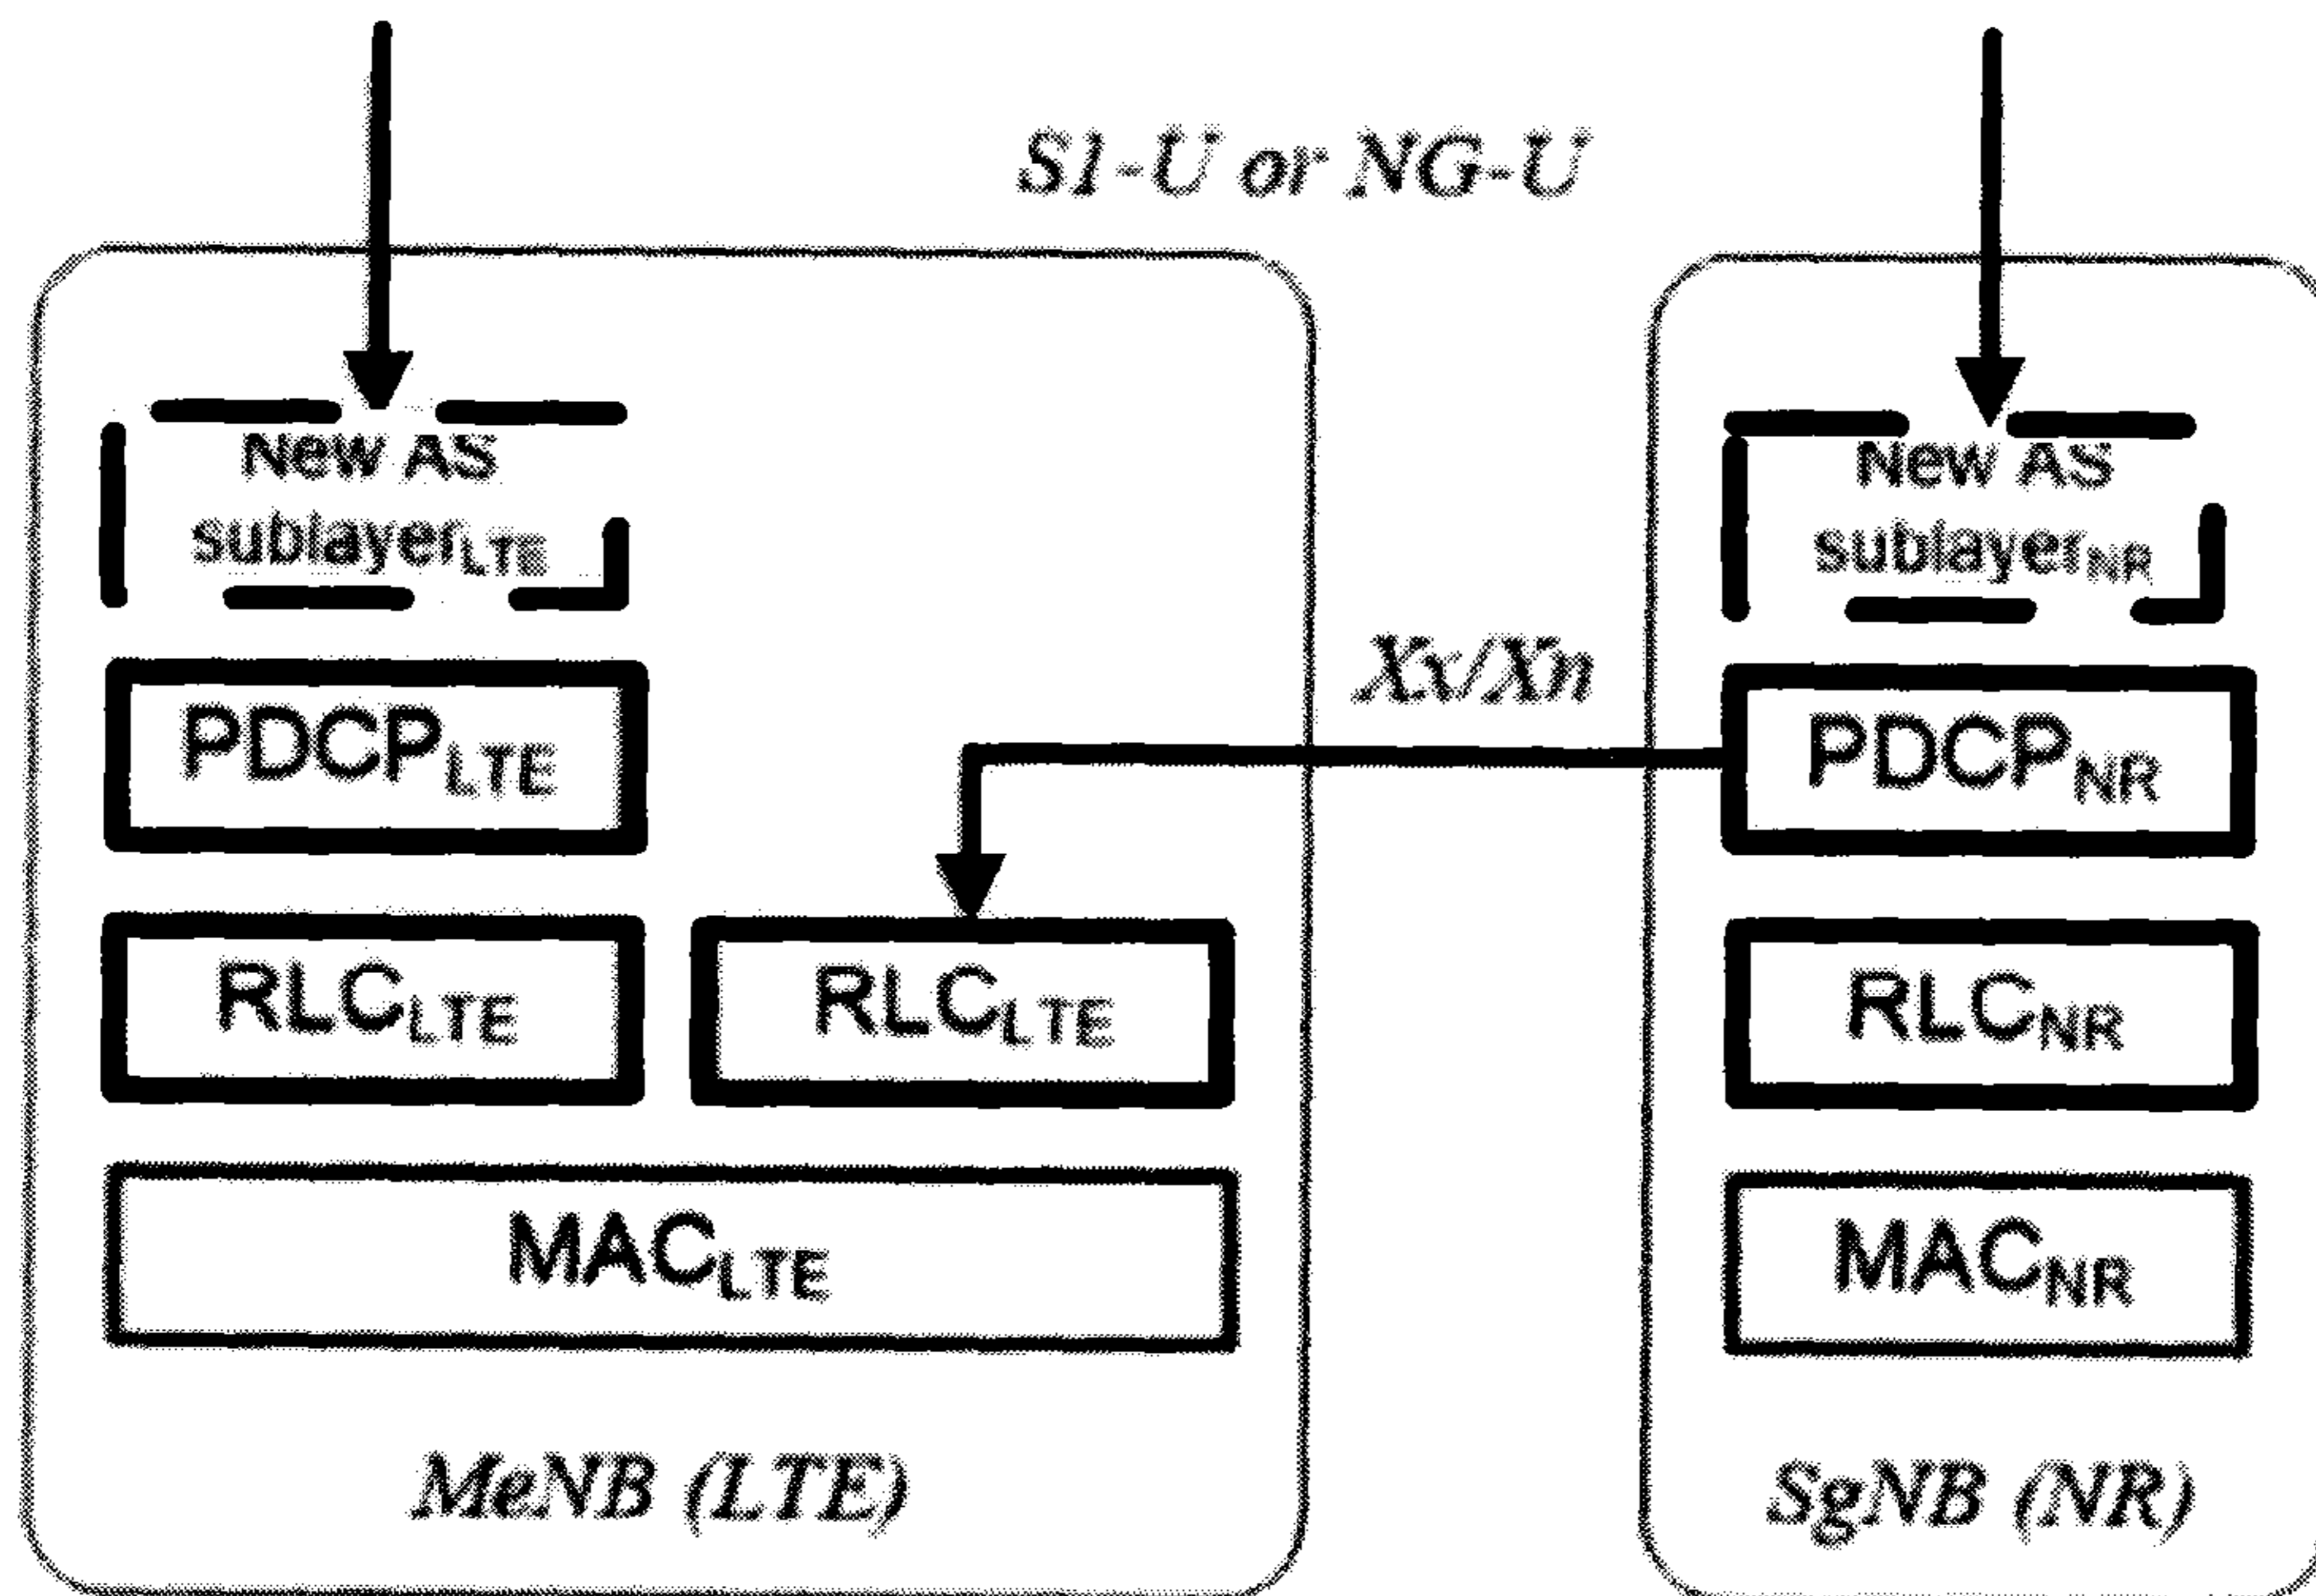 S1-U or NG-U
New AS
sublayerLTE
New AS
sublayerNR
Xx/Xn
PDCPLTE
PDCPNR
RLCLTE
RLCLTE
RLCNR
MACLTE
MACNR
MeNB (LTE)
SgNB (NR)